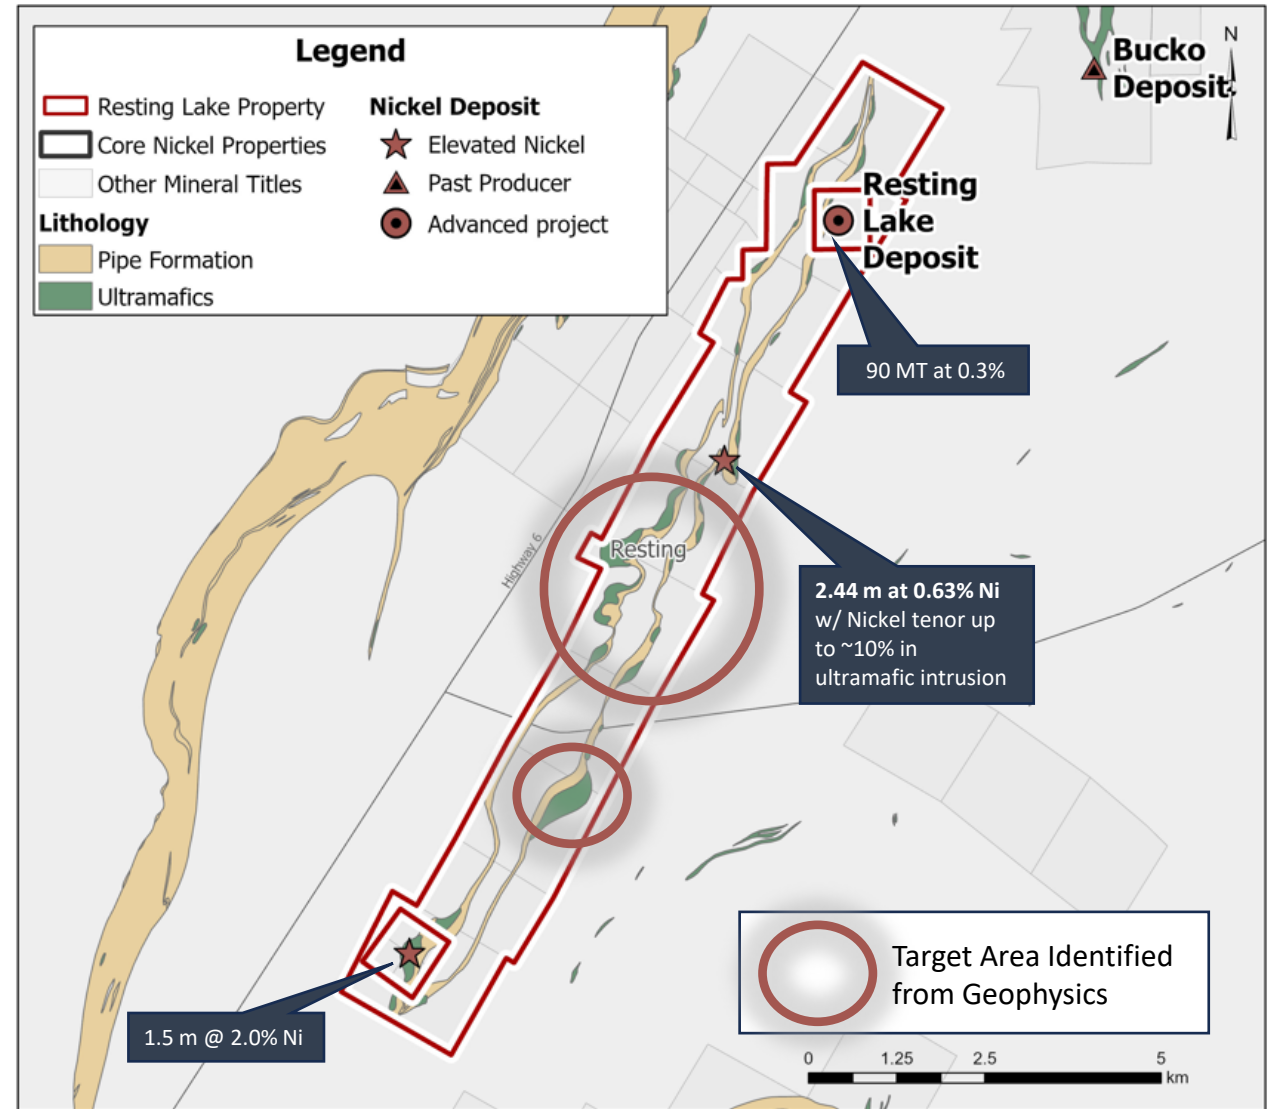 Legend
Resting Lake Property
Core Nickel Properties
Other Mineral Titles
Lithology
Pipe Formation
Ultramafics
Nickel Deposit
Elevated Nickel
Past Producer
Advanced project
Bucko
Deposit
N
Resting
Lake
Deposit
90 MT at 0.3%
Highway 6
Resting
2.44 m at 0.63% Ni
w/ Nickel tenor up
to ~10% in
ultramafic intrusion
1.5 m @ 2.0% Ni
Target Area Identified
from Geophysics
0 1.25 2.5 5
km